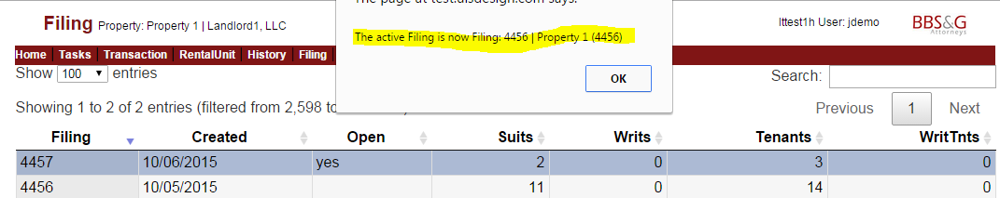 The page at test.disdesign.com says:
Filing Property: Property 1 | Landlord1, LLC
lttest1h User: jdemo
BBS&G
Attorneys
The active Filing is now Filing: 4456 | Property 1 (4456)
Home Tasks Transaction RentalUnit History Filing
OK
Show 100 entries
Search:
Showing 1 to 2 of 2 entries (filtered from 2,598 to
Previous 1 Next
Filing Created Open Suits Writs Tenants WritTnts
4457 10/06/2015 yes 2 0 3 0
4456 10/05/2015 11 0 14 0